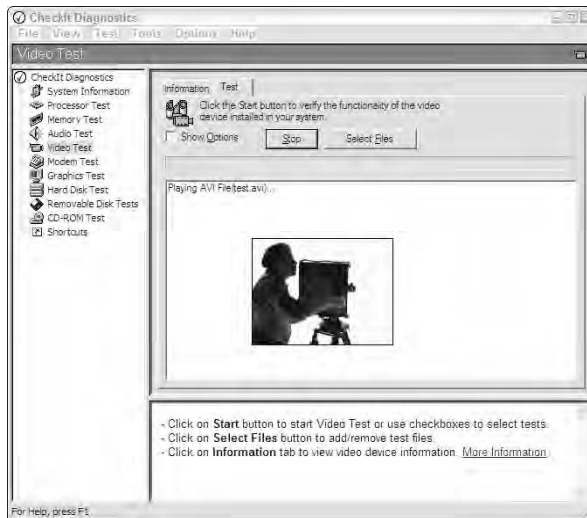 CheckIt Diagnostics
File View Test Tools Options Help
Video Test
CheckIt Diagnostics
System Information
Processor Test
Memory Test
Audio Test
Video Test
Modem Test
Graphics Test
Hard Disk Test
Removable Disk Tests
CD-ROM Test
Shortcuts
Information Test
Click the Start button to verify the functionality of the video
device installed in your system.
Show Options Stop Select Files
Playing AVI File(test.avi)...
- Click on Start button to start Video Test or use checkboxes to select tests.
- Click on Select Files button to add/remove test files.
- Click on Information tab to view video device information. More Information
For Help, press F1